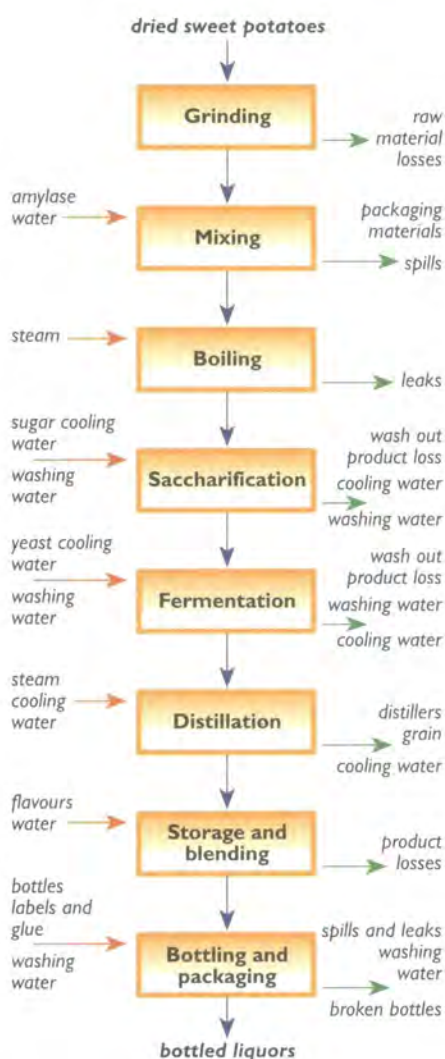 dried sweet potatoes
Grinding
raw
material
losses
amylase
water
Mixing
packaging
materials
spills
steam
Boiling
leaks
sugar cooling
water
washing
water
Saccharification
wash out
product loss
cooling water
washing water
yeast cooling
water
washing
water
Fermentation
wash out
product loss
washing water
cooling water
steam
cooling
water
Distillation
distillers
grain
cooling water
flavours
water
Storage and
blending
product
losses
bottles
labels and
glue
washing
water
Bottling and
packaging
spills and leaks
washing
water
broken bottles
bottled liquors